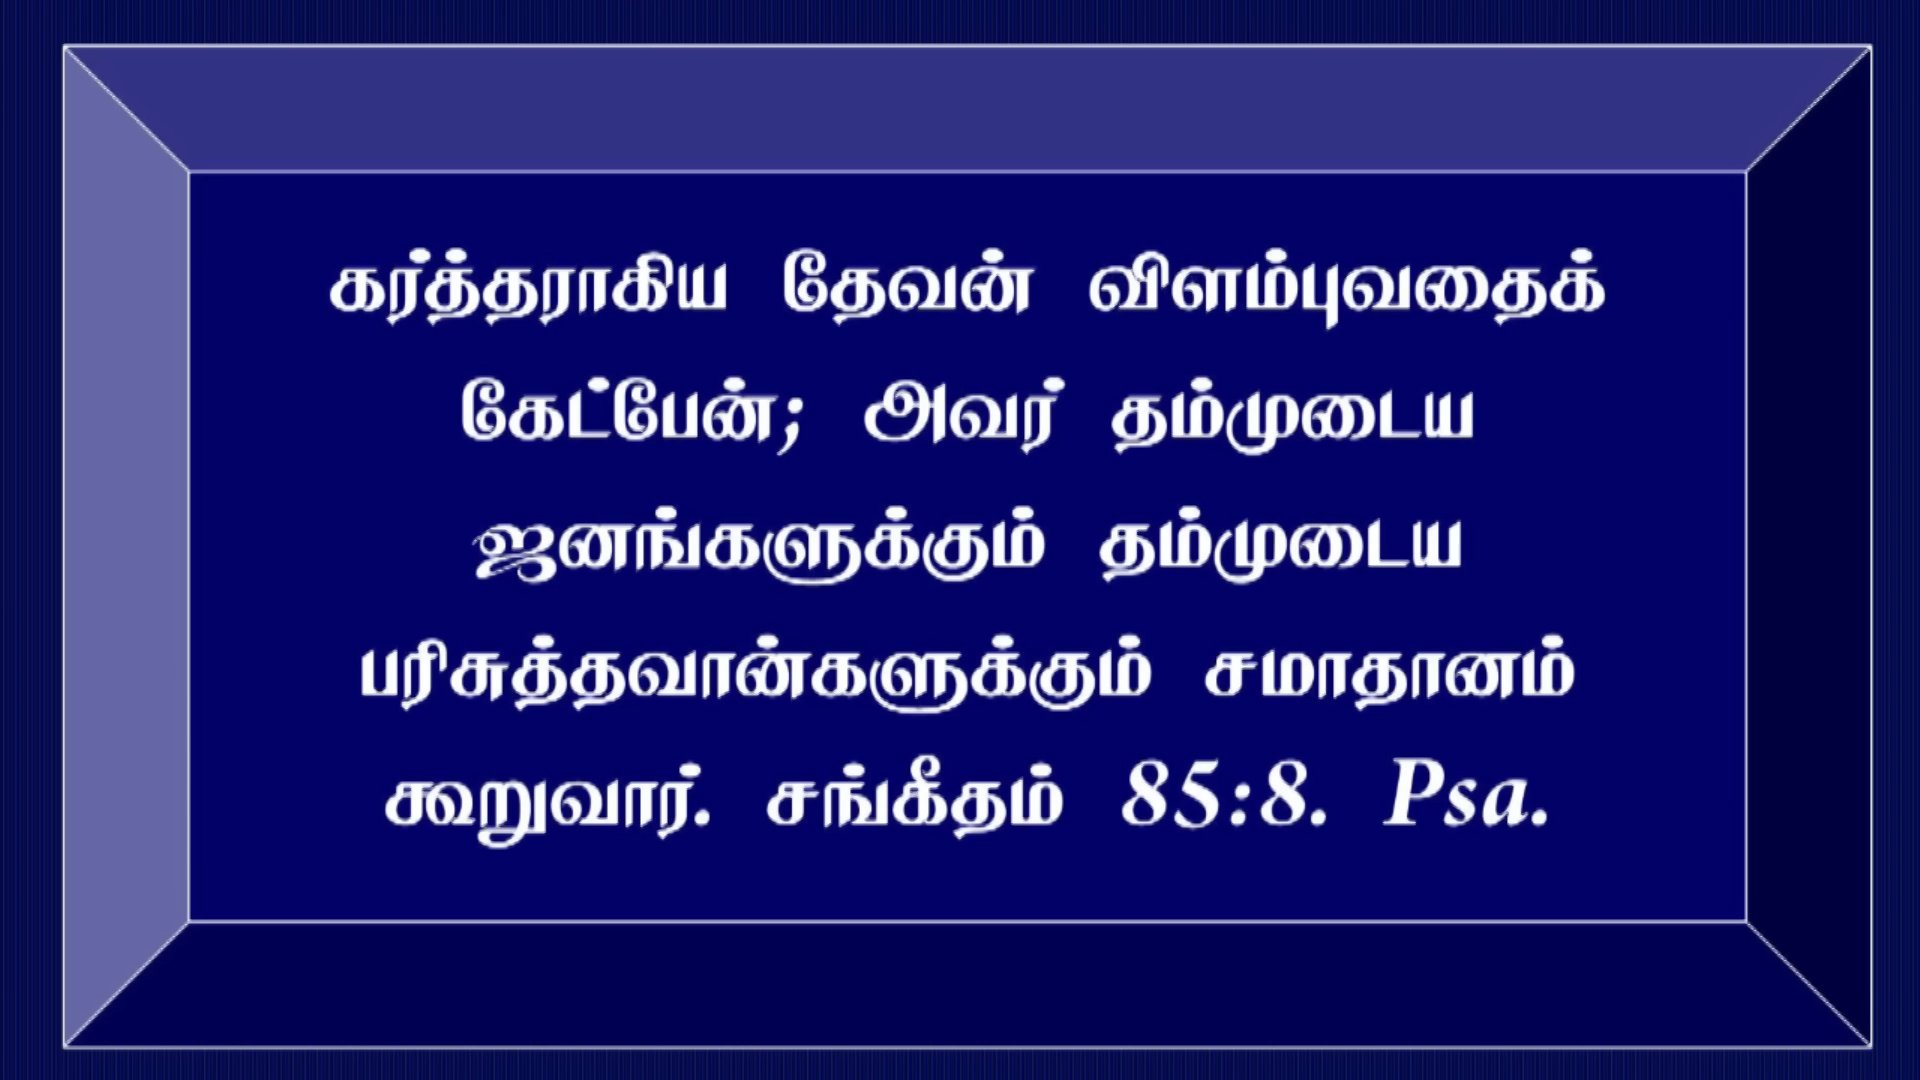 கர்த்தராகிய தேவன் விளம்புவதைக்
கேட்பேன்; அவர் தம்முடைய
ஜனங்களுக்கும் தம்முடைய
பரிசுத்தவான்களுக்கும் சமாதானம்
கூறுவார். சங்கீதம் 85:8. Psa.